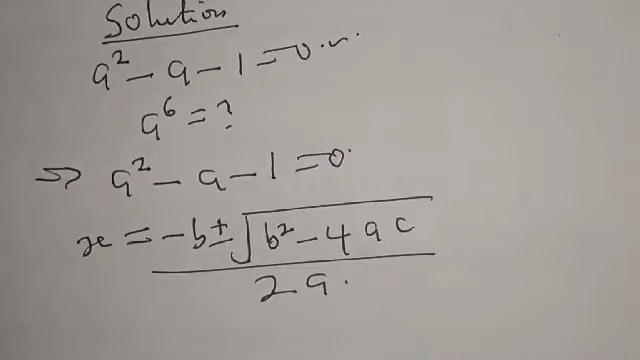 Solution
a² - a - 1 = 0.
a⁶ = ?
⇒ a² - a - 1 = 0.
x = -b ± √b² - 4ac
2a.